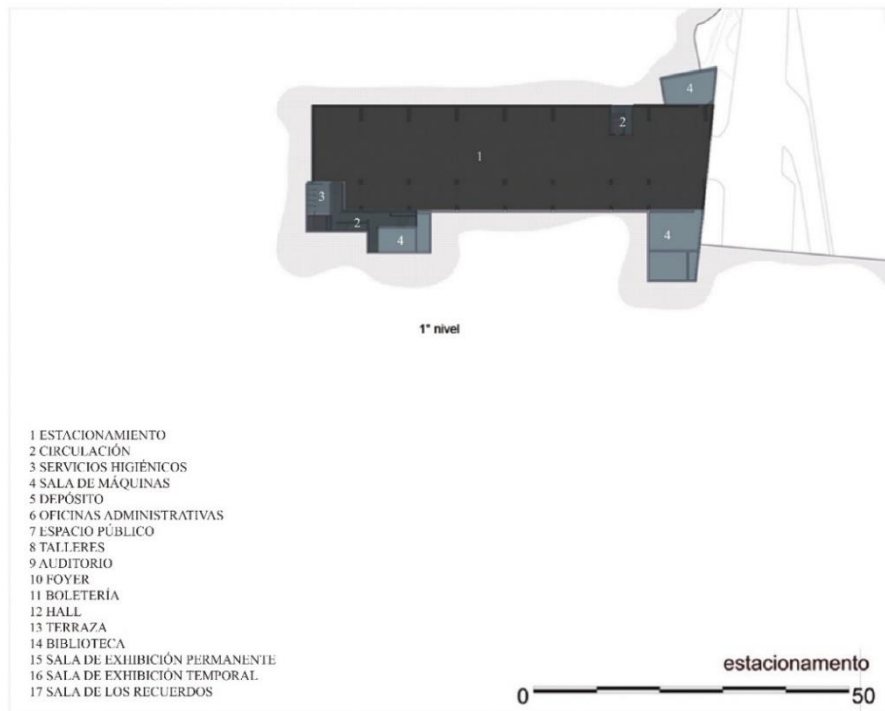 4
2
1
3
2
4
4
1° nivel
1 ESTACIONAMIENTO
2 CIRCULACIÓN
3 SERVICIOS HIGIÉNICOS
4 SALA DE MÁQUINAS
5 DEPÓSITO
6 OFICINAS ADMINISTRATIVAS
7 ESPACIO PÚBLICO
8 TALLERES
9 AUDITORIO
10 FOYER
11 BOLETERÍA
12 HALL
13 TERRAZA
14 BIBLIOTECA
15 SALA DE EXHIBICIÓN PERMANENTE
16 SALA DE EXHIBICIÓN TEMPORAL
17 SALA DE LOS RECUERDOS
estacionamento
0 50